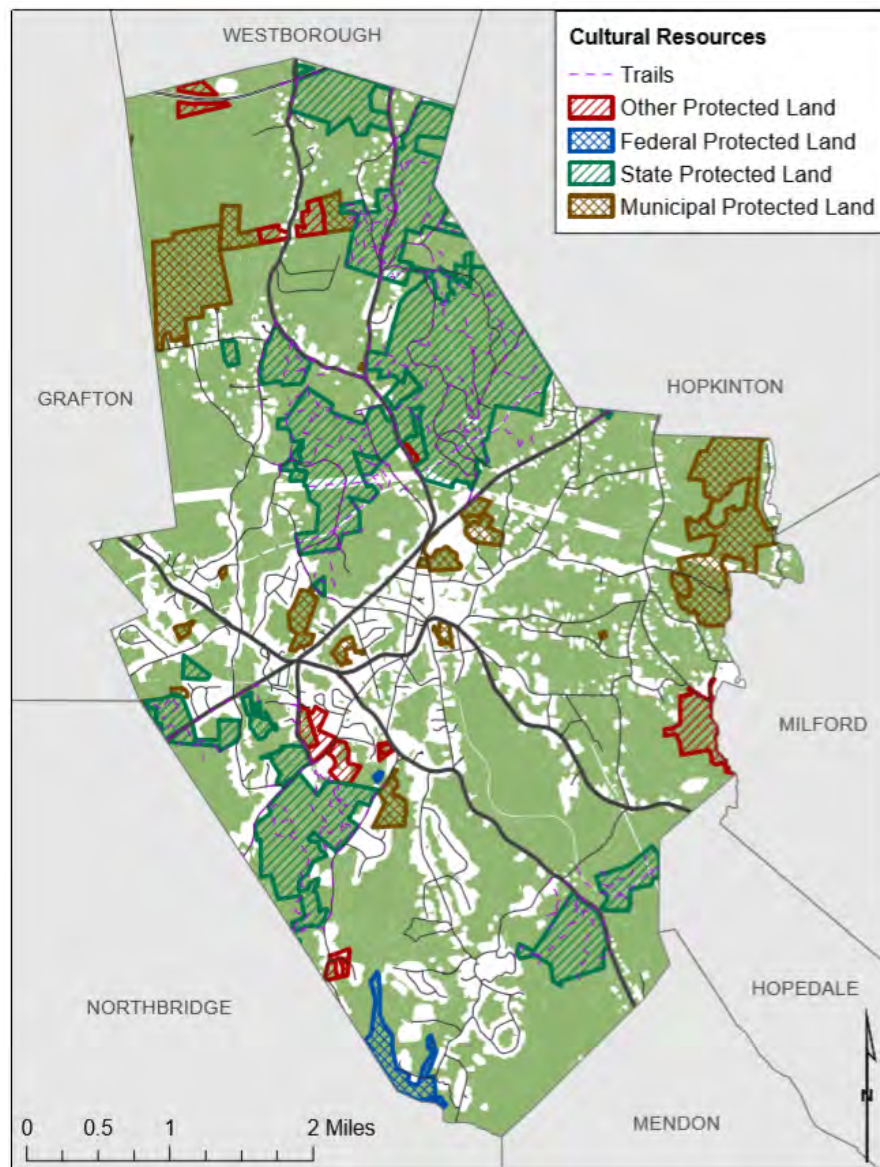 WESTBOROUGH
Cultural Resources
Trails
Other Protected Land
Federal Protected Land
State Protected Land
Municipal Protected Land
GRAFTON
HOPKINTON
MILFORD
NORTHBRIDGE
HOPEDALE
MENDON
N
0 0.5 1 2 Miles